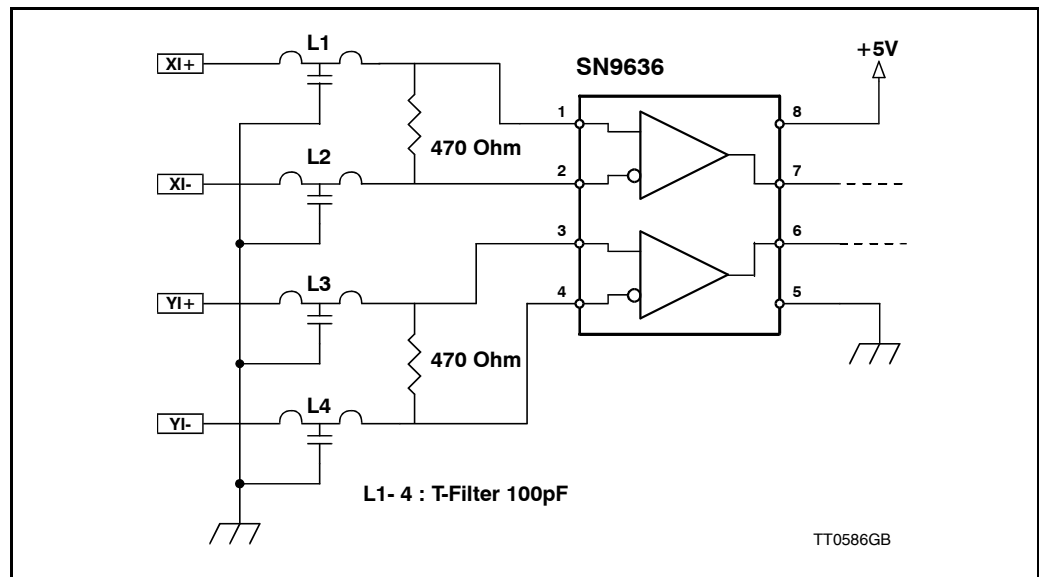 L1
XI+
SN9636
+5V
1
8
470 Ohm
L2
XI-
2
7
3
6
L3
YI+
4
5
470 Ohm
L4
YI-
L1- 4 : T-Filter 100pF
TT0586GB